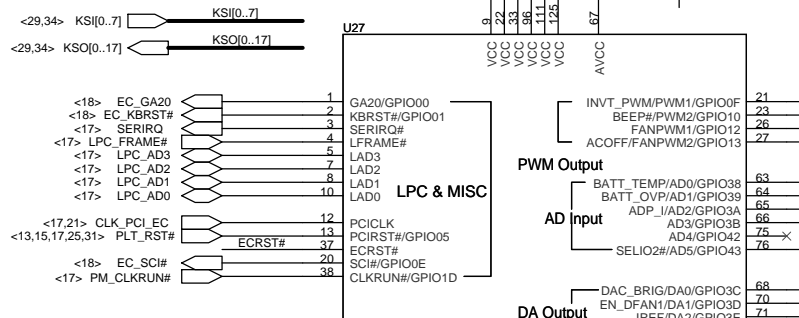 <29,34> KSI[0..7] KSI[0..7]
<29,34> KSO[0..17] KSO[0..17]
U27
9 22 33 96 111 125 67
VCC VCC VCC VCC VCC VCC AVCC
<18> EC_GA20 1 GA20/GPIO00
<18> EC_KBRST# 2 KBRST#/GPIO01
<17> SERIRQ 3 SERIRQ#
<17> LPC_FRAME# 4 LFRAME#
<17> LPC_AD3 5 LAD3
<17> LPC_AD2 7 LAD2
<17> LPC_AD1 8 LAD1
<17> LPC_AD0 10 LAD0
LPC & MISC
<17,21> CLK_PCI_EC 12 PCICLK
<13,15,17,25,31> PLT_RST# 13 PCIRST#/GPIO05
ECRST# 37 ECRST#
<18> EC_SCI# 20 SCI#/GPIO0E
<17> PM_CLKRUN# 38 CLKRUN#/GPIO1D
INVT_PWM/PWM1/GPIO0F 21
BEEP#/PWM2/GPIO10 23
FANPWM1/GPIO12 26
ACOFF/FANPWM2/GPIO13 27
PWM Output
BATT_TEMP/AD0/GPIO38 63
BATT_OVP/AD1/GPIO39 64
ADP_I/AD2/GPIO3A 65
AD Input
AD3/GPIO3B 66
AD4/GPIO42 75
SELIO2#/AD5/GPIO43 76
DAC_BRIG/DA0/GPIO3C 68
EN_DFAN1/DA1/GPIO3D 70
DA Output
IREF/DA2/GPIO3E 71